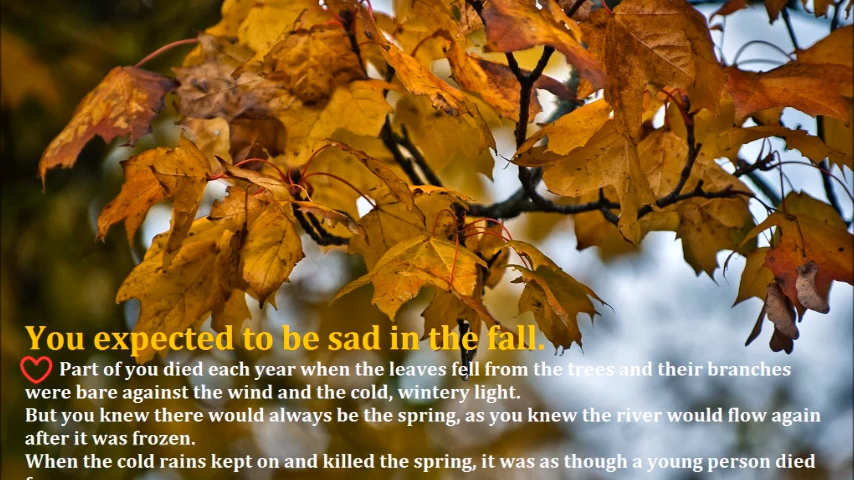 You expected to be sad in the fall.
Part of you died each year when the leaves fell from the trees and their branches
were bare against the wind and the cold, wintery light.
But you knew there would always be the spring, as you knew the river would flow again
after it was frozen.
When the cold rains kept on and killed the spring, it was as though a young person died